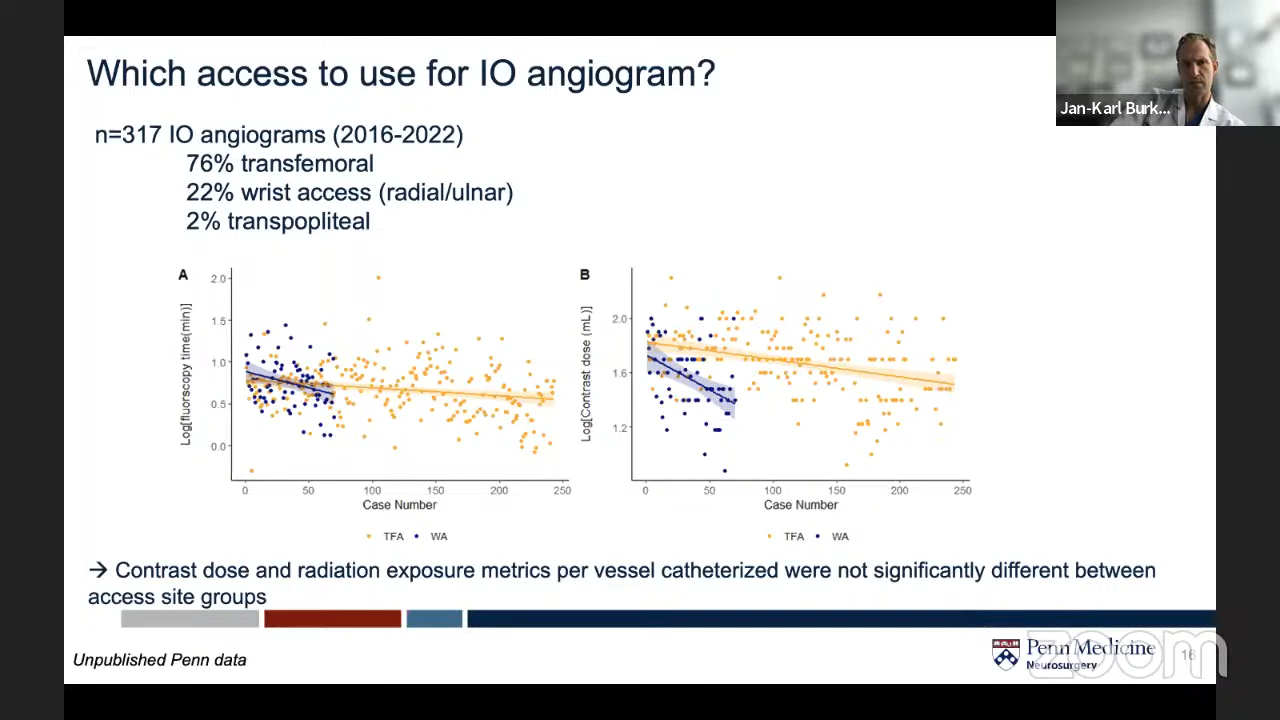 Which access to use for IO angiogram?
Jan-Karl Burk...
n=317 IO angiograms (2016-2022)
76% transfemoral
22% wrist access (radial/ulnar)
2% transpopliteal
A
2.0
1.5
1.0
0.5
0.0
Log[fluorscopy time(min)]
0 50 100 150 200 250
Case Number
TFA WA
B
2.0
1.6
1.2
Log[Contrast dose (mL)]
0 50 100 150 200 250
Case Number
TFA WA
→ Contrast dose and radiation exposure metrics per vessel catheterized were not significantly different between
access site groups
Unpublished Penn data
Penn Medicine
Neurosurgery
16
zoom